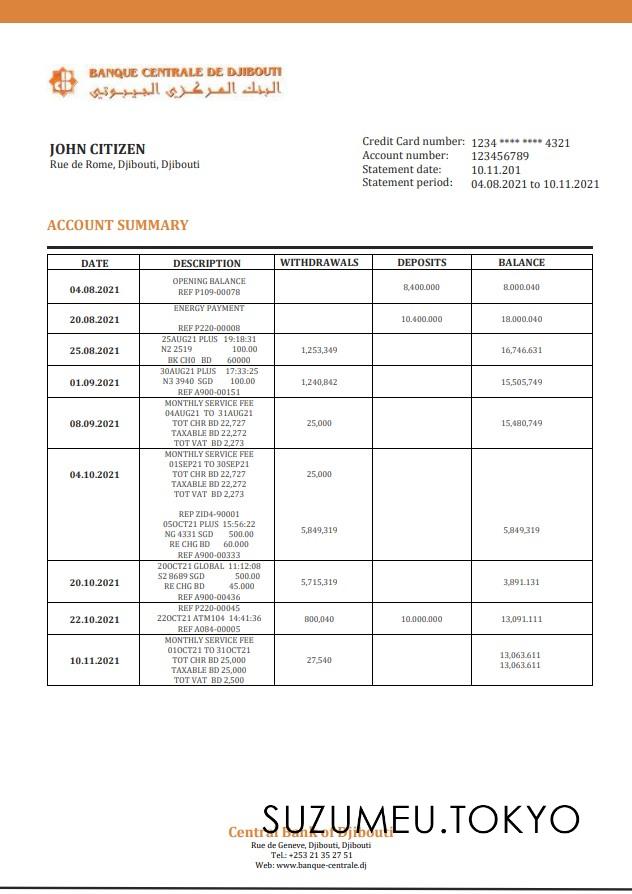 BANQUE CENTRALE DE DJIBOUTI
البنك المركزي الجيبوتي
JOHN CITIZEN
Rue de Rome, Djibouti, Djibouti
Credit Card number: 1234 **** **** 4321
Account number: 123456789
Statement date: 10.11.201
Statement period: 04.08.2021 to 10.11.2021
ACCOUNT SUMMARY
DATE DESCRIPTION WITHDRAWALS DEPOSITS BALANCE
04.08.2021
OPENING BALANCE
REF P109-00078
8,400.000 8.000.040
20.08.2021
ENERGY PAYMENT
REF P220-00008
10.400.000 18.000.040
25.08.2021
25AUG21 PLUS 19:18:31
N2 2519 100.00
BK CH0 BD 60000
1,253,349 16,746.631
01.09.2021
30AUG21 PLUS 17:33:25
N3 3940 SGD 100.00
REF A900-00151
1,240,842 15,505,749
08.09.2021
MONTHLY SERVICE FEE
04AUG21 TO 31AUG21
TOT CHR BD 22,727
TAXABLE BD 22,272
TOT VAT BD 2,273
25,000 15,480,749
04.10.2021
MONTHLY SERVICE FEE
01SEP21 TO 30SEP21
TOT CHR BD 22,727
TAXABLE BD 22,272
TOT VAT BD 2,273
25,000
REP ZID4-90001
05OCT21 PLUS 15:56:22
NG 4331 SGD 500.00
RE CHG BD 60.000
REF A900-00333
5,849,319 5,849,319
20.10.2021
20OCT21 GLOBAL 11:12:08
S2 8689 SGD 500.00
RE CHG BD 45.000
REF A900-00436
5,715,319 3,891.131
22.10.2021
REF P220-00045
22OCT21 ATM104 14:41:36
REF A084-00005
800,040 10.000.000 13,091.111
10.11.2021
MONTHLY SERVICE FEE
01OCT21 TO 31OCT21
TOT CHR BD 25,000
TAXABLE BD 25,000
TOT VAT BD 2,500
27,540
13,063.611
13,063.611
SUZUMEU.TOKYO
Central Bank of Djibouti
Rue de Geneve, Djibouti, Djibouti
Tel.: +253 21 35 27 51
Web: www.banque-centrale.dj